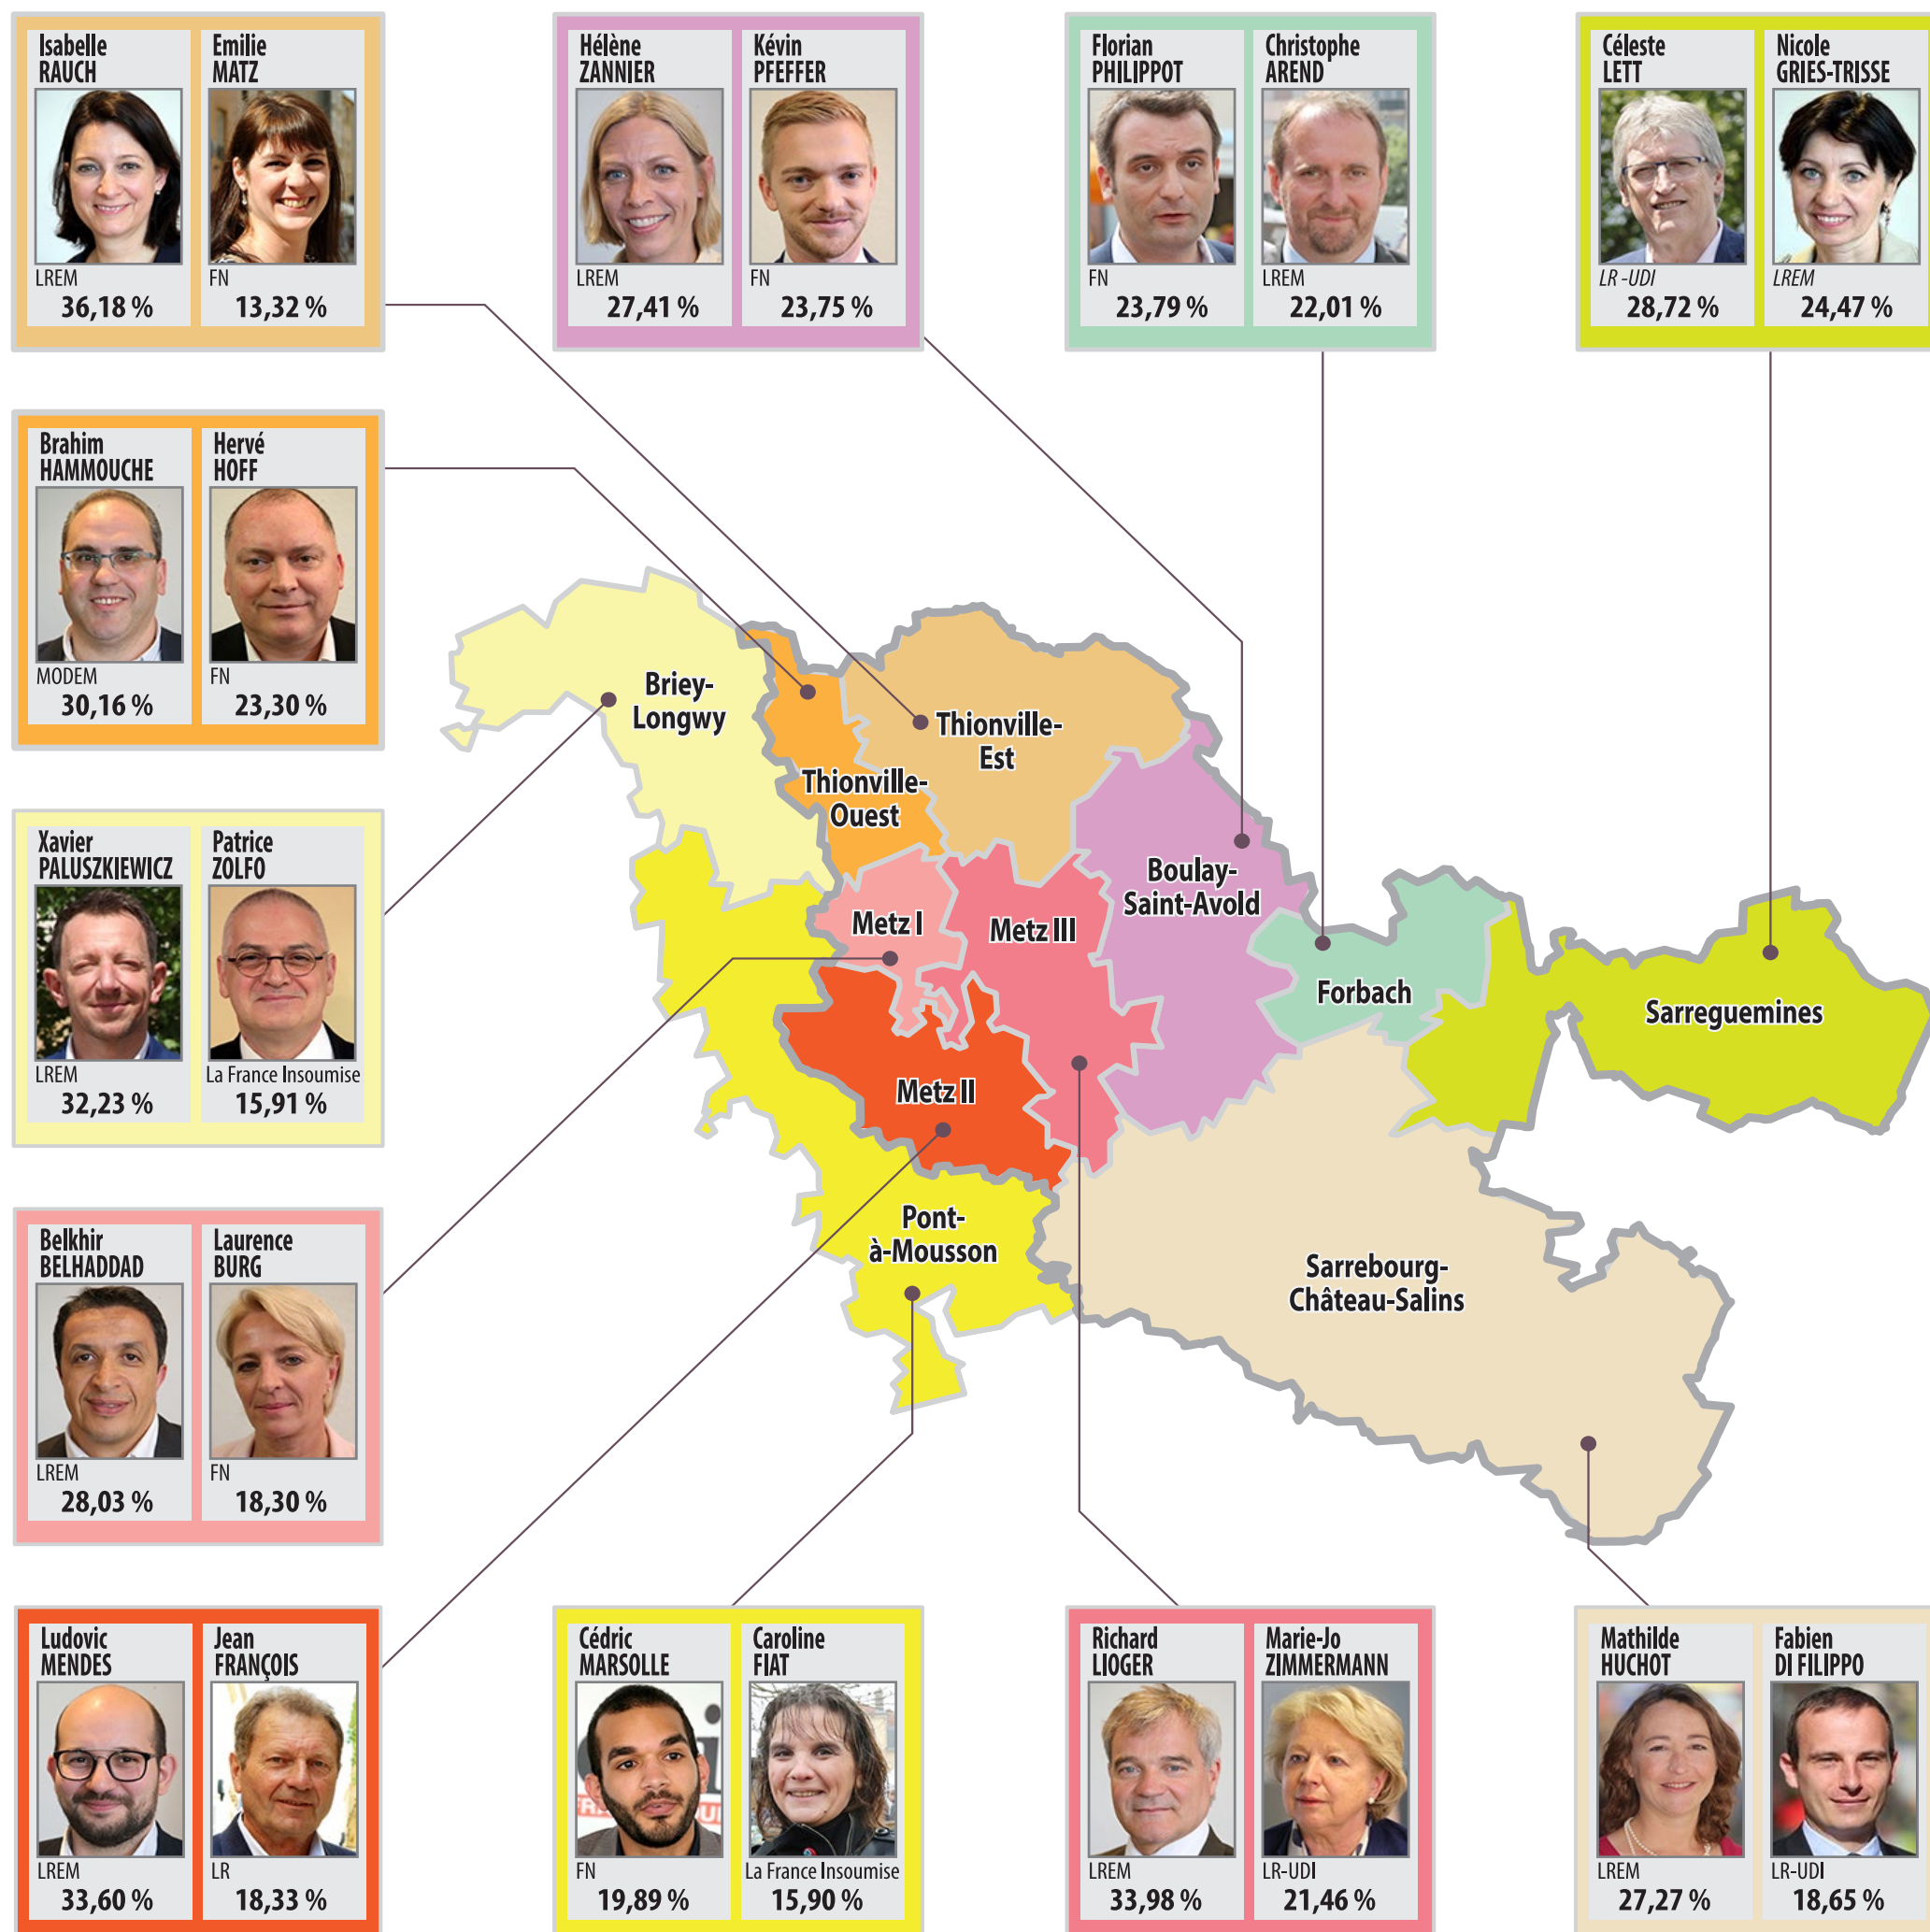 Isabelle
RAUCH
LREM
36,18 %
Emilie
MATZ
FN
13,32 %
Hélène
ZANNIER
LREM
27,41 %
Kévin
PFEFFER
FN
23,75 %
Florian
PHILIPPOT
FN
23,79 %
Christophe
AREND
LREM
22,01 %
Céleste
LETT
LR -UDI
28,72 %
Nicole
GRIES-TRISSE
LREM
24,47 %
Brahim
HAMMOUCHE
MODEM
30,16 %
Hervé
HOFF
FN
23,30 %
Xavier
PALUSZKIEWICZ
LREM
32,23 %
Patrice
ZOLFO
La France Insoumise
15,91 %
Briey-
Longwy
Thionville-
Est
Thionville-
Ouest
Boulay-
Saint-Avold
Metz I
Metz III
Forbach
Sarreguemines
Metz II
Pont-
à-Mousson
Sarrebourg-
Château-Salins
Belkhir
BELHADDAD
LREM
28,03 %
Laurence
BURG
FN
18,30 %
Ludovic
MENDES
LREM
33,60 %
Jean
FRANÇOIS
LR
18,33 %
Cédric
MARSOLLE
FN
19,89 %
Caroline
FIAT
La France Insoumise
15,90 %
Richard
LIOGER
LREM
33,98 %
Marie-Jo
ZIMMERMANN
LR-UDI
21,46 %
Mathilde
HUCHOT
LREM
27,27 %
Fabien
DI FILIPPO
LR-UDI
18,65 %